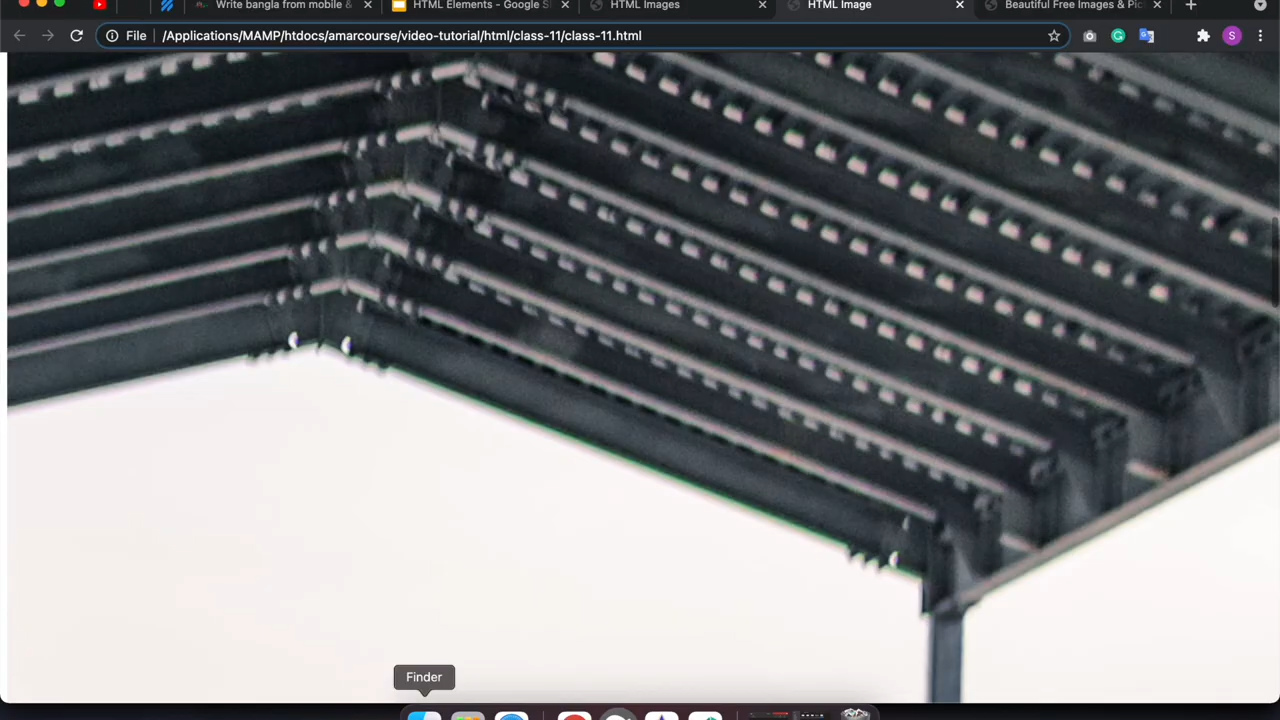 Write bangla from mobile &
HTML Elements - Google Sl
HTML Images
HTML Image
Beautiful Free Images & Pic
File
/Applications/MAMP/htdocs/amarcourse/video-tutorial/html/class-11/class-11.html
S
Finder